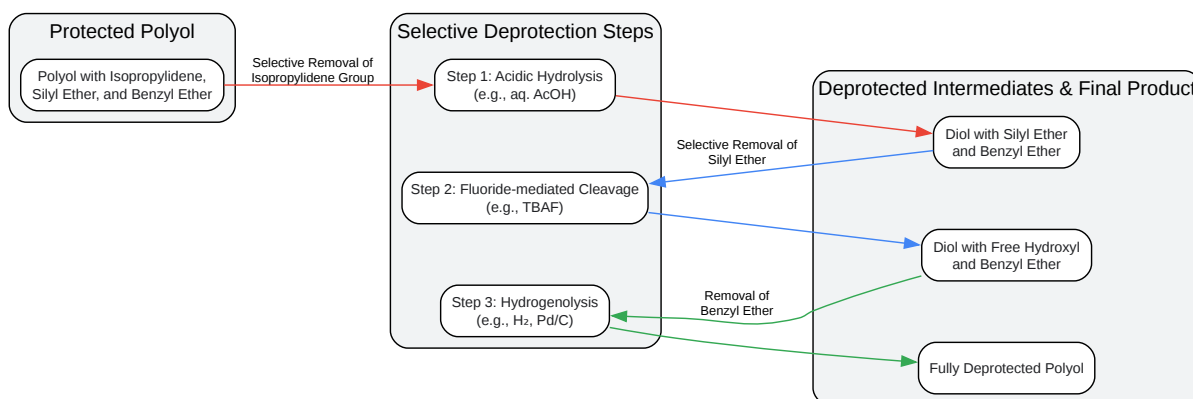 Protected Polyol
Polyol with Isopropylidene,
Silyl Ether, and Benzyl Ether
Selective Removal of
Isopropylidene Group
Selective Deprotection Steps
Step 1: Acidic Hydrolysis
(e.g., aq. AcOH)
Step 2: Fluoride-mediated Cleavage
(e.g., TBAF)
Step 3: Hydrogenolysis
(e.g., H₂, Pd/C)
Selective Removal of
Silyl Ether
Removal of
Benzyl Ether
Deprotected Intermediates & Final Product
Diol with Silyl Ether
and Benzyl Ether
Diol with Free Hydroxyl
and Benzyl Ether
Fully Deprotected Polyol